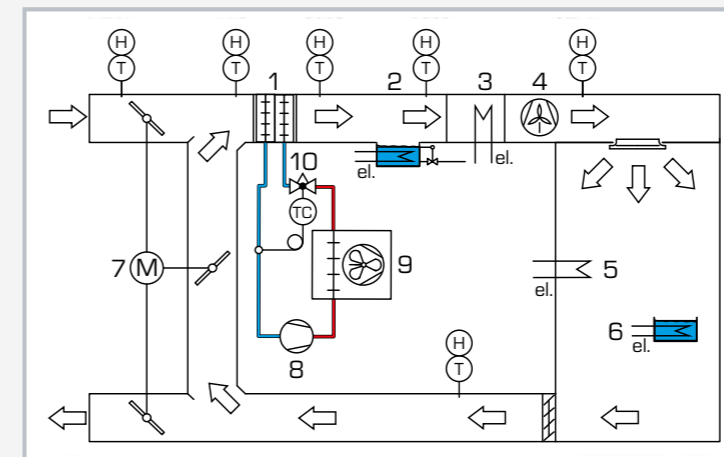 H H H H H
T T T T T
1 2 3 4
10
el. el.
TC
7 M 9 5
el.
6
el.
8
H
T